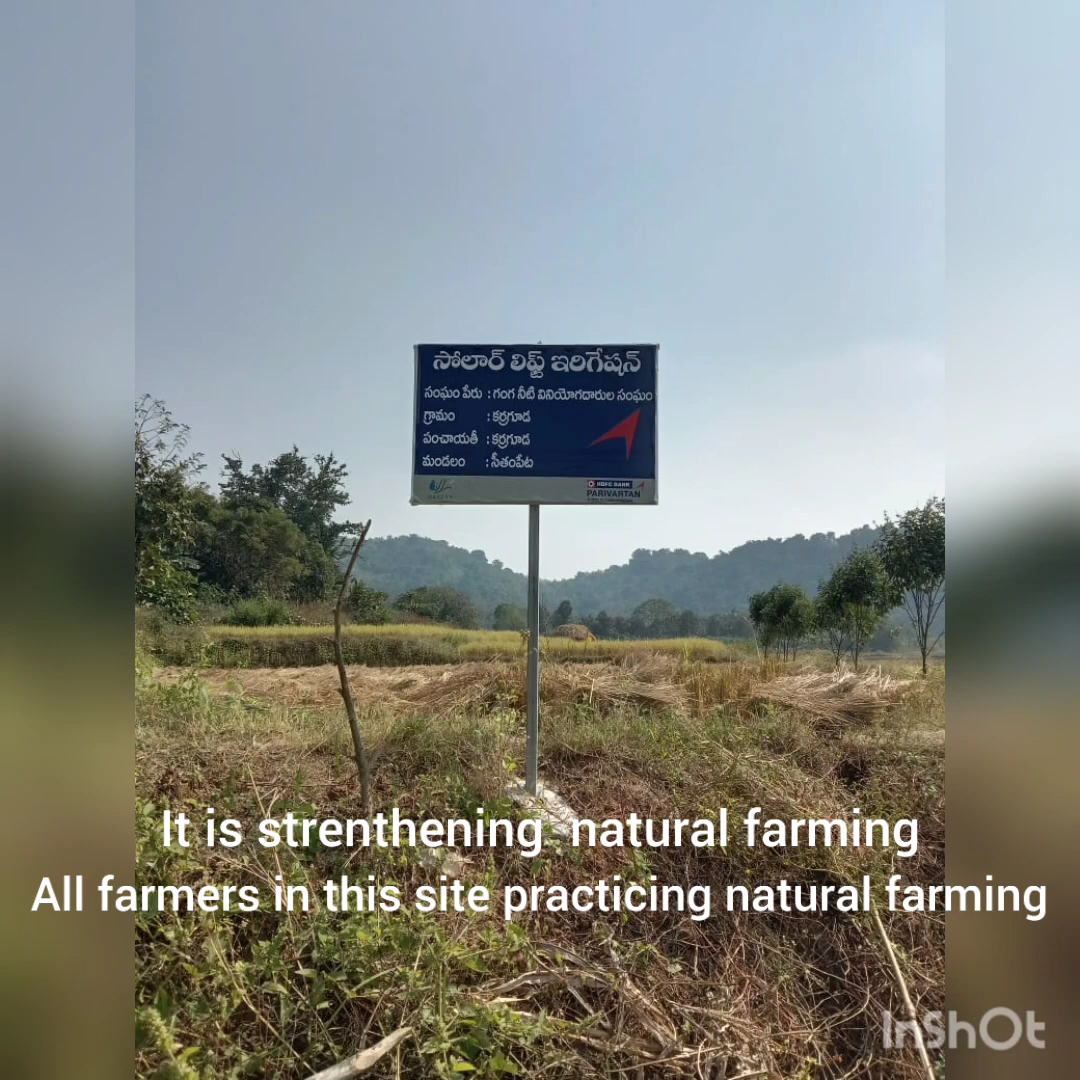 సోలార్ లిఫ్ట్ ఇరిగేషన్
సంఘం పేరు : గంగ నీటి వినియోగదారుల సంఘం
గ్రామం : కర్రగూడ
పంచాయతీ : కర్రగూడ
మండలం : సీతంపేట
HDFC BANK
PARIVARTAN
It is strenthening natural farming
All farmers in this site practicing natural farming
InShOt